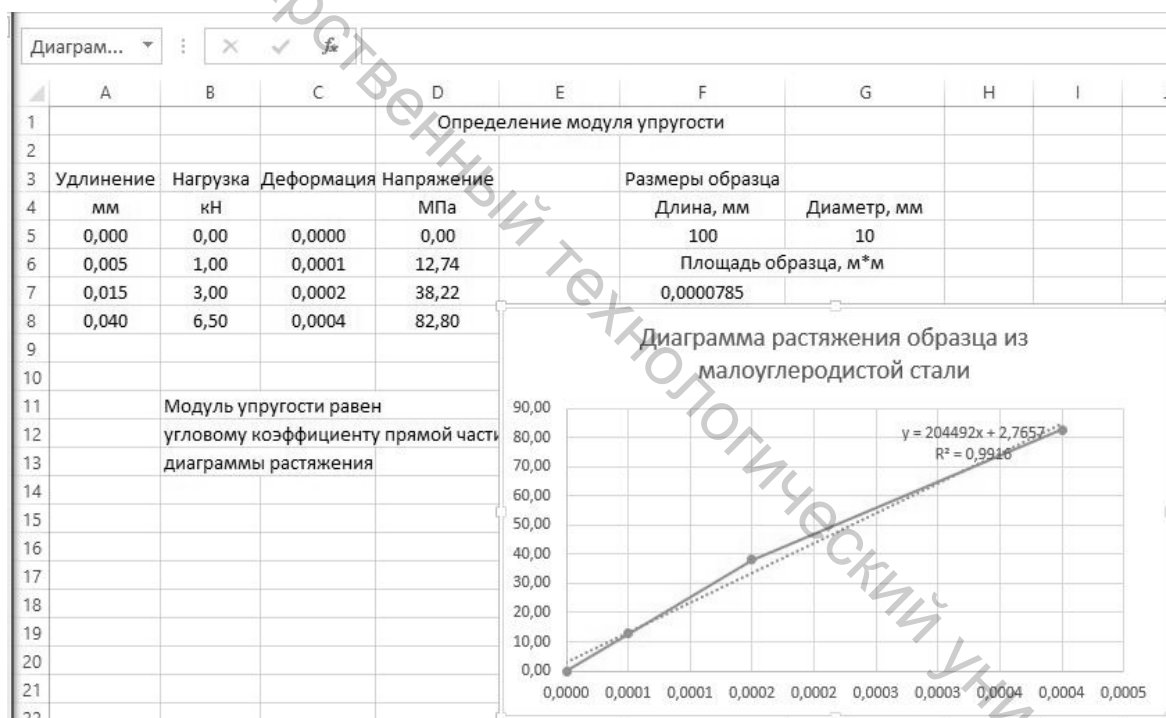 Диаграм...
fx
A B C D E F G H I
1 Определение модуля упругости
2
3 Удлинение Нагрузка Деформация Напряжение Размеры образца
4 мм кН МПа Длина, мм Диаметр, мм
5 0,000 0,00 0,0000 0,00 100 10
6 0,005 1,00 0,0001 12,74 Площадь образца, м*м
7 0,015 3,00 0,0002 38,22 0,0000785
8 0,040 6,50 0,0004 82,80
9
10
11 Модуль упругости равен
12 угловому коэффициенту прямой части
13 диаграммы растяжения
14
15
16
17
18
19
20
21
22
Диаграмма растяжения образца из
малоуглеродистой стали
90,00
80,00
70,00
60,00
50,00
40,00
30,00
20,00
10,00
0,00
y = 204492x + 2,7657
R² = 0,9916
0,0000 0,0001 0,0001 0,0002 0,0002 0,0003 0,0003 0,0004 0,0004 0,0005
рственный технологический уни